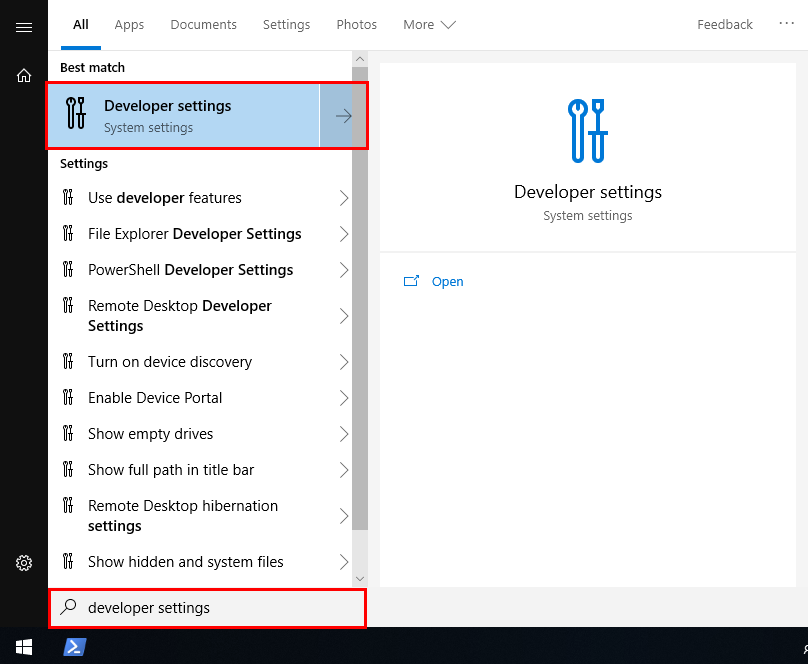 All Apps Documents Settings Photos More Feedback ...
Best match
Developer settings
System settings
Settings
Use developer features
File Explorer Developer Settings
PowerShell Developer Settings
Remote Desktop Developer
Settings
Turn on device discovery
Enable Device Portal
Show empty drives
Show full path in title bar
Remote Desktop hibernation
settings
Show hidden and system files
developer settings
Developer settings
System settings
Open